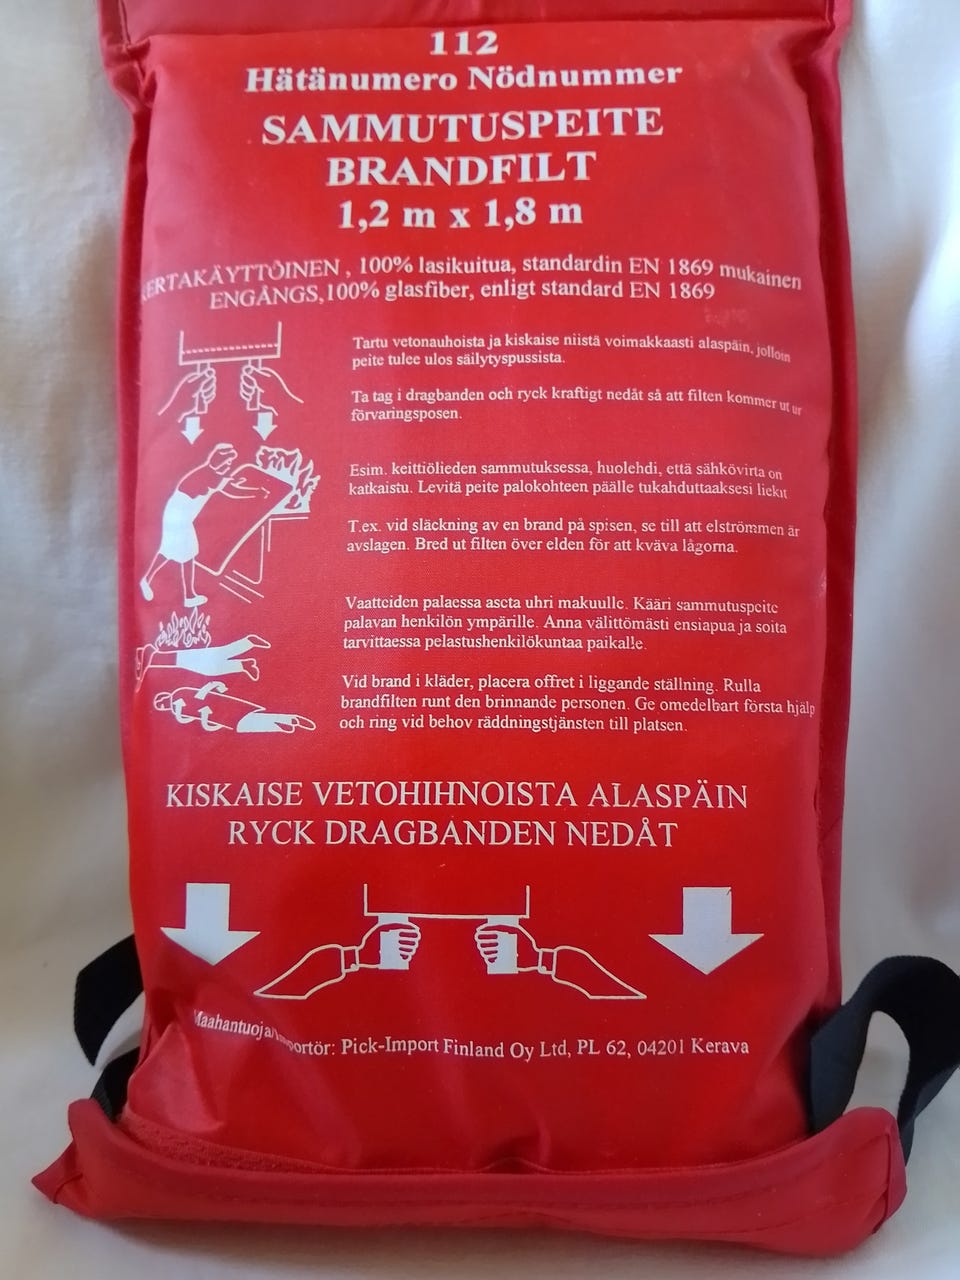 112
Hätänumero Nödnummer
SAMMUTUSPEITE
BRANDFILT
1,2 m x 1,8 m
KERTAKÄYTTÖINEN , 100% lasikuitua, standardin EN 1869 mukainen
ENGÅNGS,100% glasfiber, enligt standard EN 1869
Tartu vetonauhoista ja kiskaise niistä voimakkaasti alaspäin, jolloin
peite tulee ulos säilytyspussista.
Ta tag i dragbanden och ryck kraftigt nedåt så att filten kommer ut ur
förvaringsposen.
Esim. keittiölieden sammutuksessa, huolehdi, että sähkövirta on
katkaistu. Levitä peite palokohteen päälle tukahduttaaksesi liekit
T.ex. vid släckning av en brand på spisen, se till att elströmmen är
avslagen. Bred ut filten över elden för att kväva lågorna.
Vaatteiden palaessa aseta uhri makuulle. Kääri sammutuspeite
palavan henkilön ympärille. Anna välittömästi ensiapua ja soita
tarvittaessa pelastushenkilökuntaa paikalle.
Vid brand i kläder, placera offret i liggande ställning. Rulla
brandfilten runt den brinnande personen. Ge omedelbart första hjälp
och ring vid behov räddningstjänsten till platsen.
KISKAISE VETOHIHNOISTA ALASPÄIN
RYCK DRAGBANDEN NEDÅT
Maahantuoja/Importör: Pick-Import Finland Oy Ltd, PL 62, 04201 Kerava